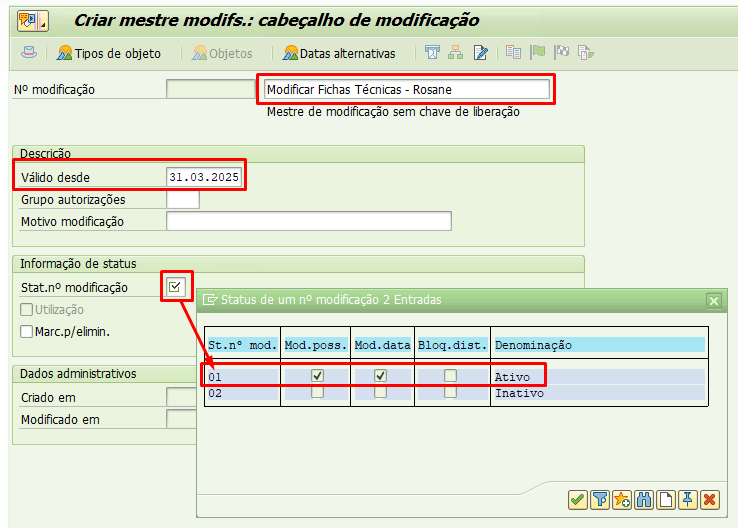 Criar mestre modifs.: cabeçalho de modificação
Tipos de objeto Objetos Datas alternativas
Nº modificação Modificar Fichas Técnicas - Rosane
Mestre de modificação sem chave de liberação
Descrição
Válido desde 31.03.2025
Grupo autorizações
Motivo modificação
Informação de status
Stat.nº modificação
Utilização
Marc.p/elimin.
Dados administrativos
Criado em
Modificado em
Status de um nº modificação 2 Entradas
St.nº mod. Mod.poss. Mod.data Bloq.dist. Denominação
01 Ativo
02 Inativo